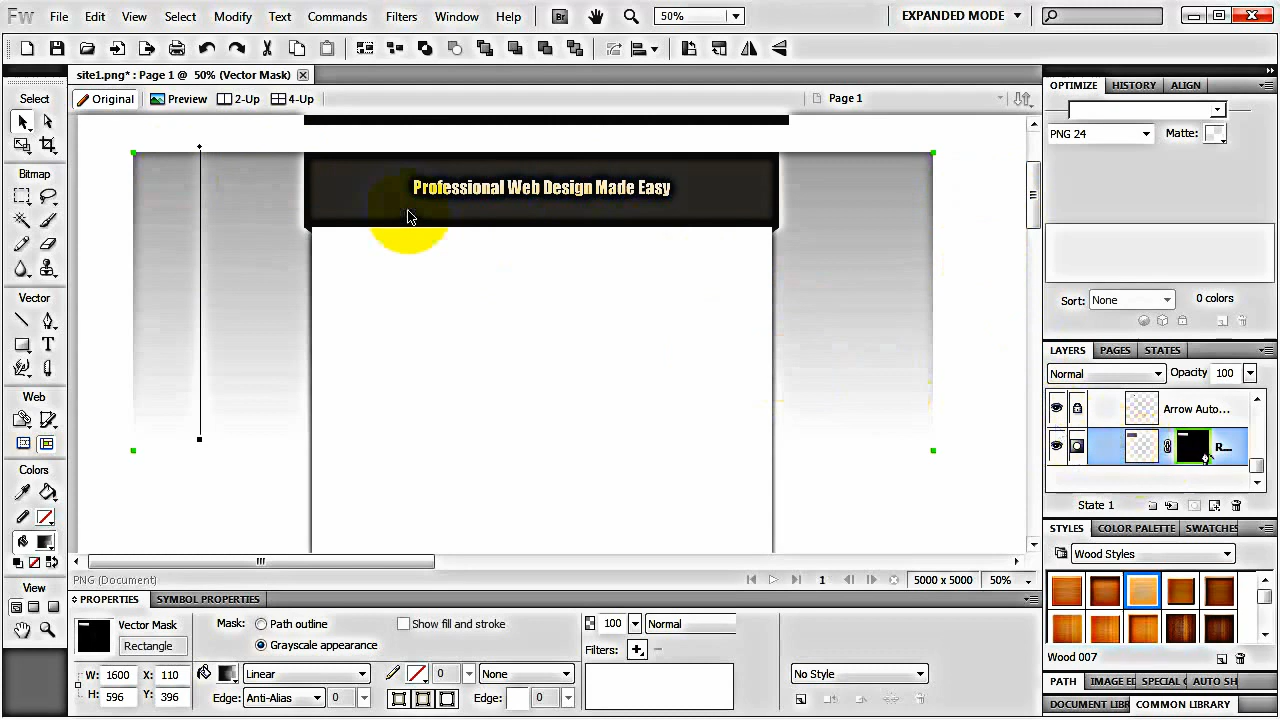 Fw File Edit View Select Modify Text Commands Filters Window Help Br 50% EXPANDED MODE
site1.png* : Page 1 @ 50% (Vector Mask)
Original Preview 2-Up 4-Up Page 1
Select
Bitmap
Vector
Web
Colors
View
Professional Web Design Made Easy
PNG (Document) 1 5000 x 5000 50%
PROPERTIES SYMBOL PROPERTIES
Vector Mask
Rectangle
Mask: Path outline
Grayscale appearance
Show fill and stroke
100 Normal
Filters:
W: 1600 X: 110
H: 596 Y: 396
Linear
Edge: Anti-Alias 0
0 None
Edge: 0
No Style
OPTIMIZE HISTORY ALIGN
PNG 24 Matte:
Sort: None 0 colors
LAYERS PAGES STATES
Normal Opacity 100
Arrow Auto...
R...
State 1
STYLES COLOR PALETTE SWATCHES
Wood Styles
Wood 007
PATH IMAGE EL SPECIAL AUTO SH
DOCUMENT LIBR COMMON LIBRARY